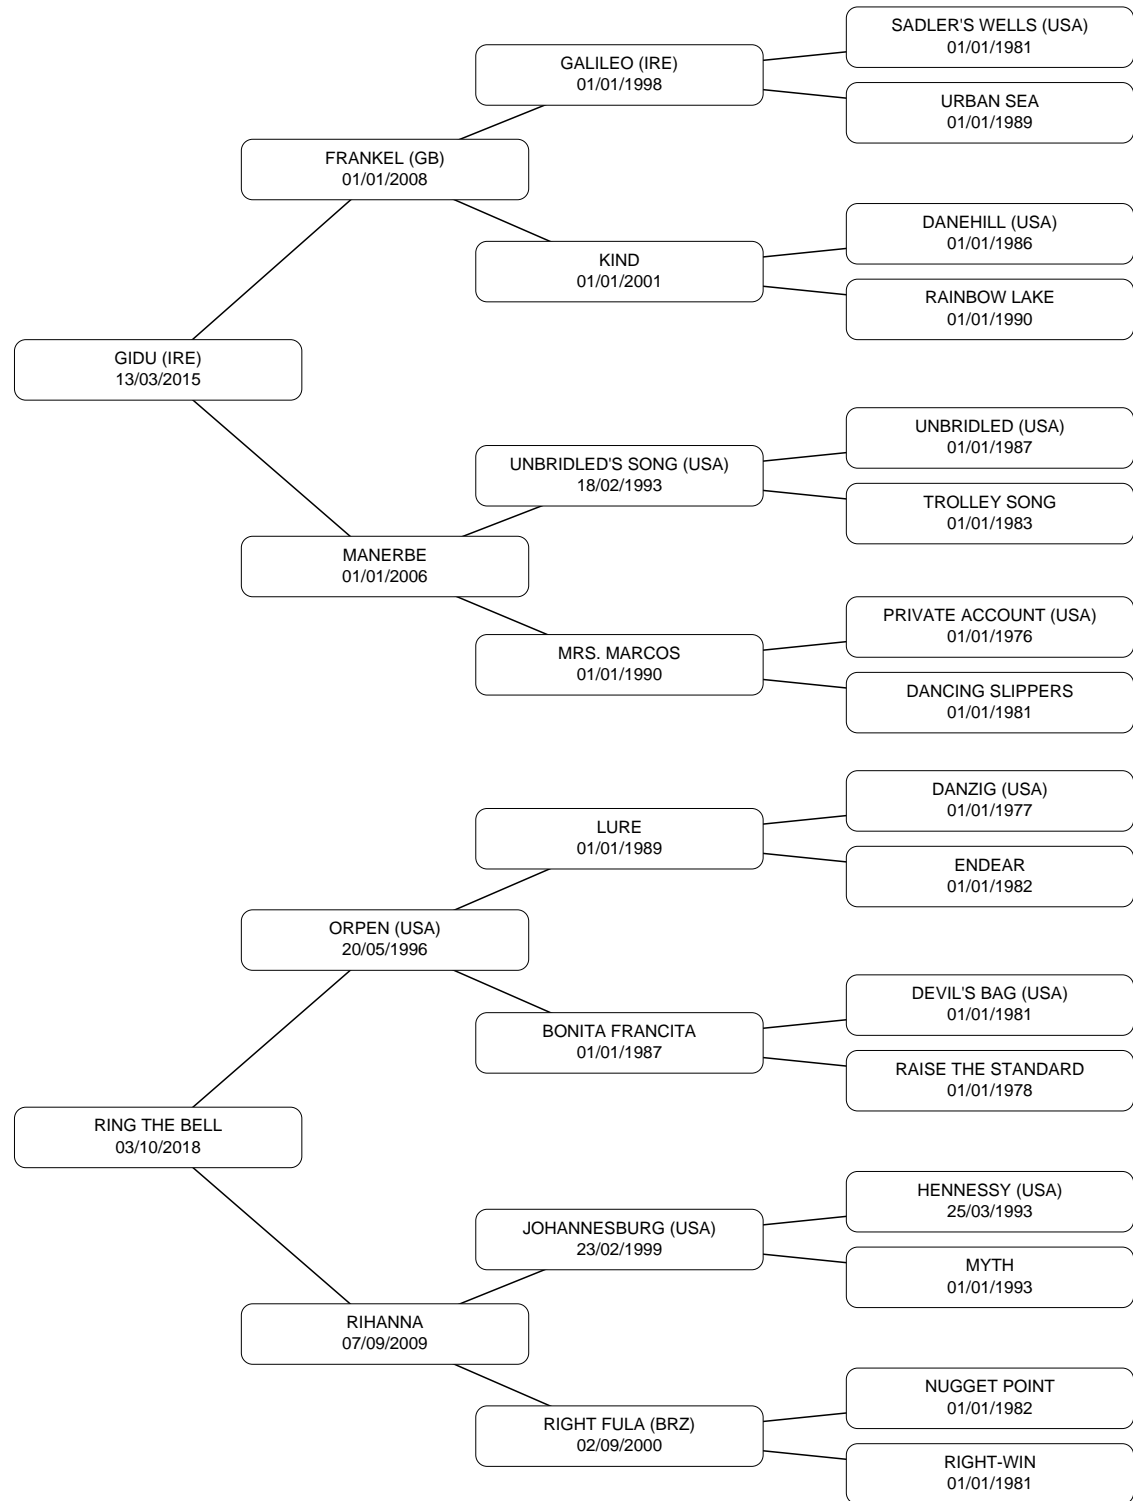 SADLER'S WELLS (USA)
01/01/1981
GALILEO (IRE)
01/01/1998
URBAN SEA
01/01/1989
FRANKEL (GB)
01/01/2008
DANEHILL (USA)
01/01/1986
KIND
01/01/2001
RAINBOW LAKE
01/01/1990
GIDU (IRE)
13/03/2015
UNBRIDLED (USA)
01/01/1987
UNBRIDLED'S SONG (USA)
18/02/1993
TROLLEY SONG
01/01/1983
MANERBE
01/01/2006
PRIVATE ACCOUNT (USA)
01/01/1976
MRS. MARCOS
01/01/1990
DANCING SLIPPERS
01/01/1981
DANZIG (USA)
01/01/1977
LURE
01/01/1989
ENDEAR
01/01/1982
ORPEN (USA)
20/05/1996
DEVIL'S BAG (USA)
01/01/1981
BONITA FRANCITA
01/01/1987
RAISE THE STANDARD
01/01/1978
RING THE BELL
03/10/2018
HENNESSY (USA)
25/03/1993
JOHANNESBURG (USA)
23/02/1999
MYTH
01/01/1993
RIHANNA
07/09/2009
NUGGET POINT
01/01/1982
RIGHT FULA (BRZ)
02/09/2000
RIGHT-WIN
01/01/1981